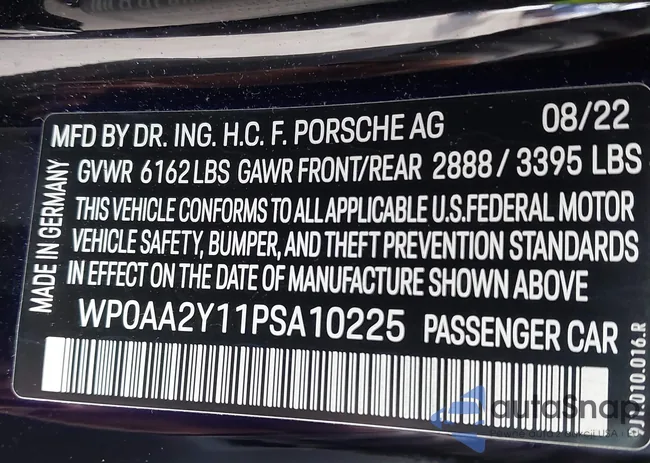 MFD BY DR. ING. H.C. F. PORSCHE AG 08/22
GVWR 6162 LBS GAWR FRONT/REAR 2888 / 3395 LBS
THIS VEHICLE CONFORMS TO ALL APPLICABLE U.S.FEDERAL MOTOR
VEHICLE SAFETY, BUMPER, AND THEFT PREVENTION STANDARDS
IN EFFECT ON THE DATE OF MANUFACTURE SHOWN ABOVE
WP0AA2Y11PSA10225 PASSENGER CAR
MADE IN GERMANY
9J1.010.016.R
autoSnap